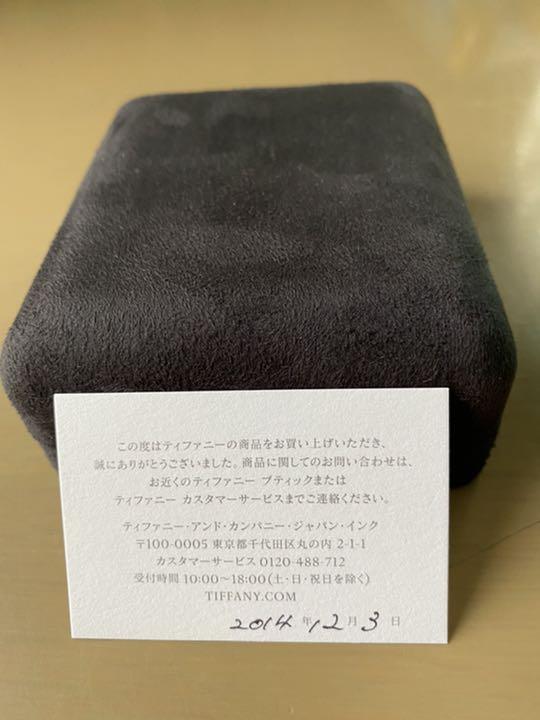 この度はティファニーの商品をお買い上げいただき、
誠にありがとうございました。商品に関してのお問い合わせは、
お近くのティファニー ブティックまたは
ティファニー カスタマーサービスまでご連絡ください。
ティファニー・アンド・カンパニー・ジャパン・インク
〒100-0005 東京都千代田区丸の内 2-1-1
カスタマーサービス 0120-488-712
受付時間 10:00〜18:00(土・日・祝日を除く)
TIFFANY.COM
2014 年 12 月 3 日